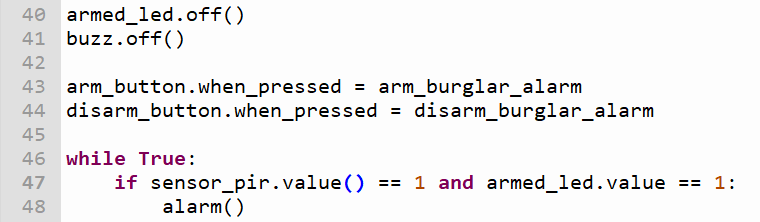 40 armed_led.off()
41 buzz.off()
42
43 arm_button.when_pressed = arm_burglar_alarm
44 disarm_button.when_pressed = disarm_burglar_alarm
45
46 while True:
47     if sensor_pir.value() == 1 and armed_led.value == 1:
48         alarm()